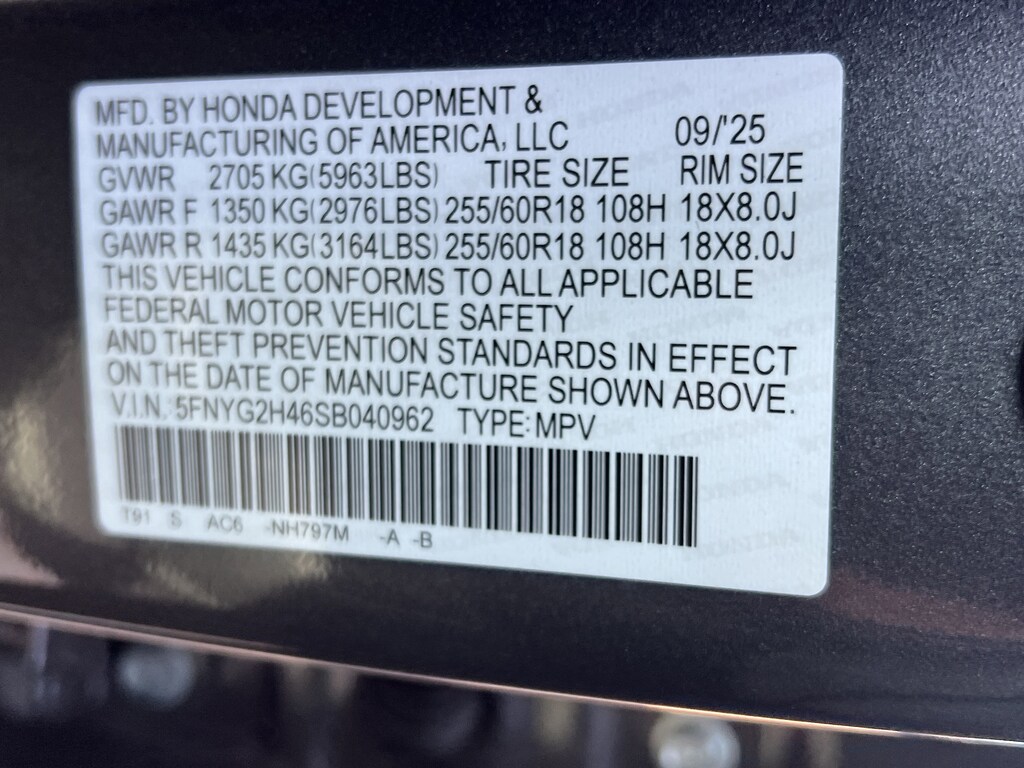 MFD. BY HONDA DEVELOPMENT &
MANUFACTURING OF AMERICA, LLC 09/'25
GVWR 2705 KG(5963LBS) TIRE SIZE RIM SIZE
GAWR F 1350 KG(2976LBS) 255/60R18 108H 18X8.0J
GAWR R 1435 KG(3164LBS) 255/60R18 108H 18X8.0J
THIS VEHICLE CONFORMS TO ALL APPLICABLE
FEDERAL MOTOR VEHICLE SAFETY
AND THEFT PREVENTION STANDARDS IN EFFECT
ON THE DATE OF MANUFACTURE SHOWN ABOVE.
V.I.N.:5FNYG2H46SB040962 TYPE:MPV
T91 S AC6 -NH797M -A -B